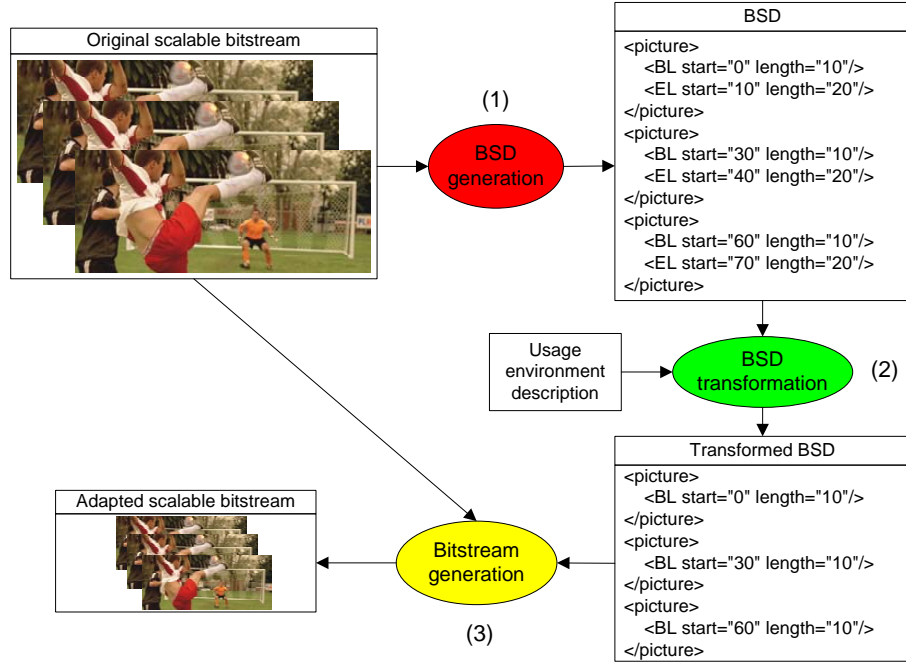 Original scalable bitstream
(1)
BSD
generation
BSD
<picture>
<BL start="0" length="10"/>
<EL start="10" length="20"/>
</picture>
<picture>
<BL start="30" length="10"/>
<EL start="40" length="20"/>
</picture>
<picture>
<BL start="60" length="10"/>
<EL start="70" length="20"/>
</picture>
Usage
environment
description
BSD
transformation
(2)
Transformed BSD
<picture>
<BL start="0" length="10"/>
</picture>
<picture>
<BL start="30" length="10"/>
</picture>
<picture>
<BL start="60" length="10"/>
</picture>
Adapted scalable bitstream
Bitstream
generation
(3)